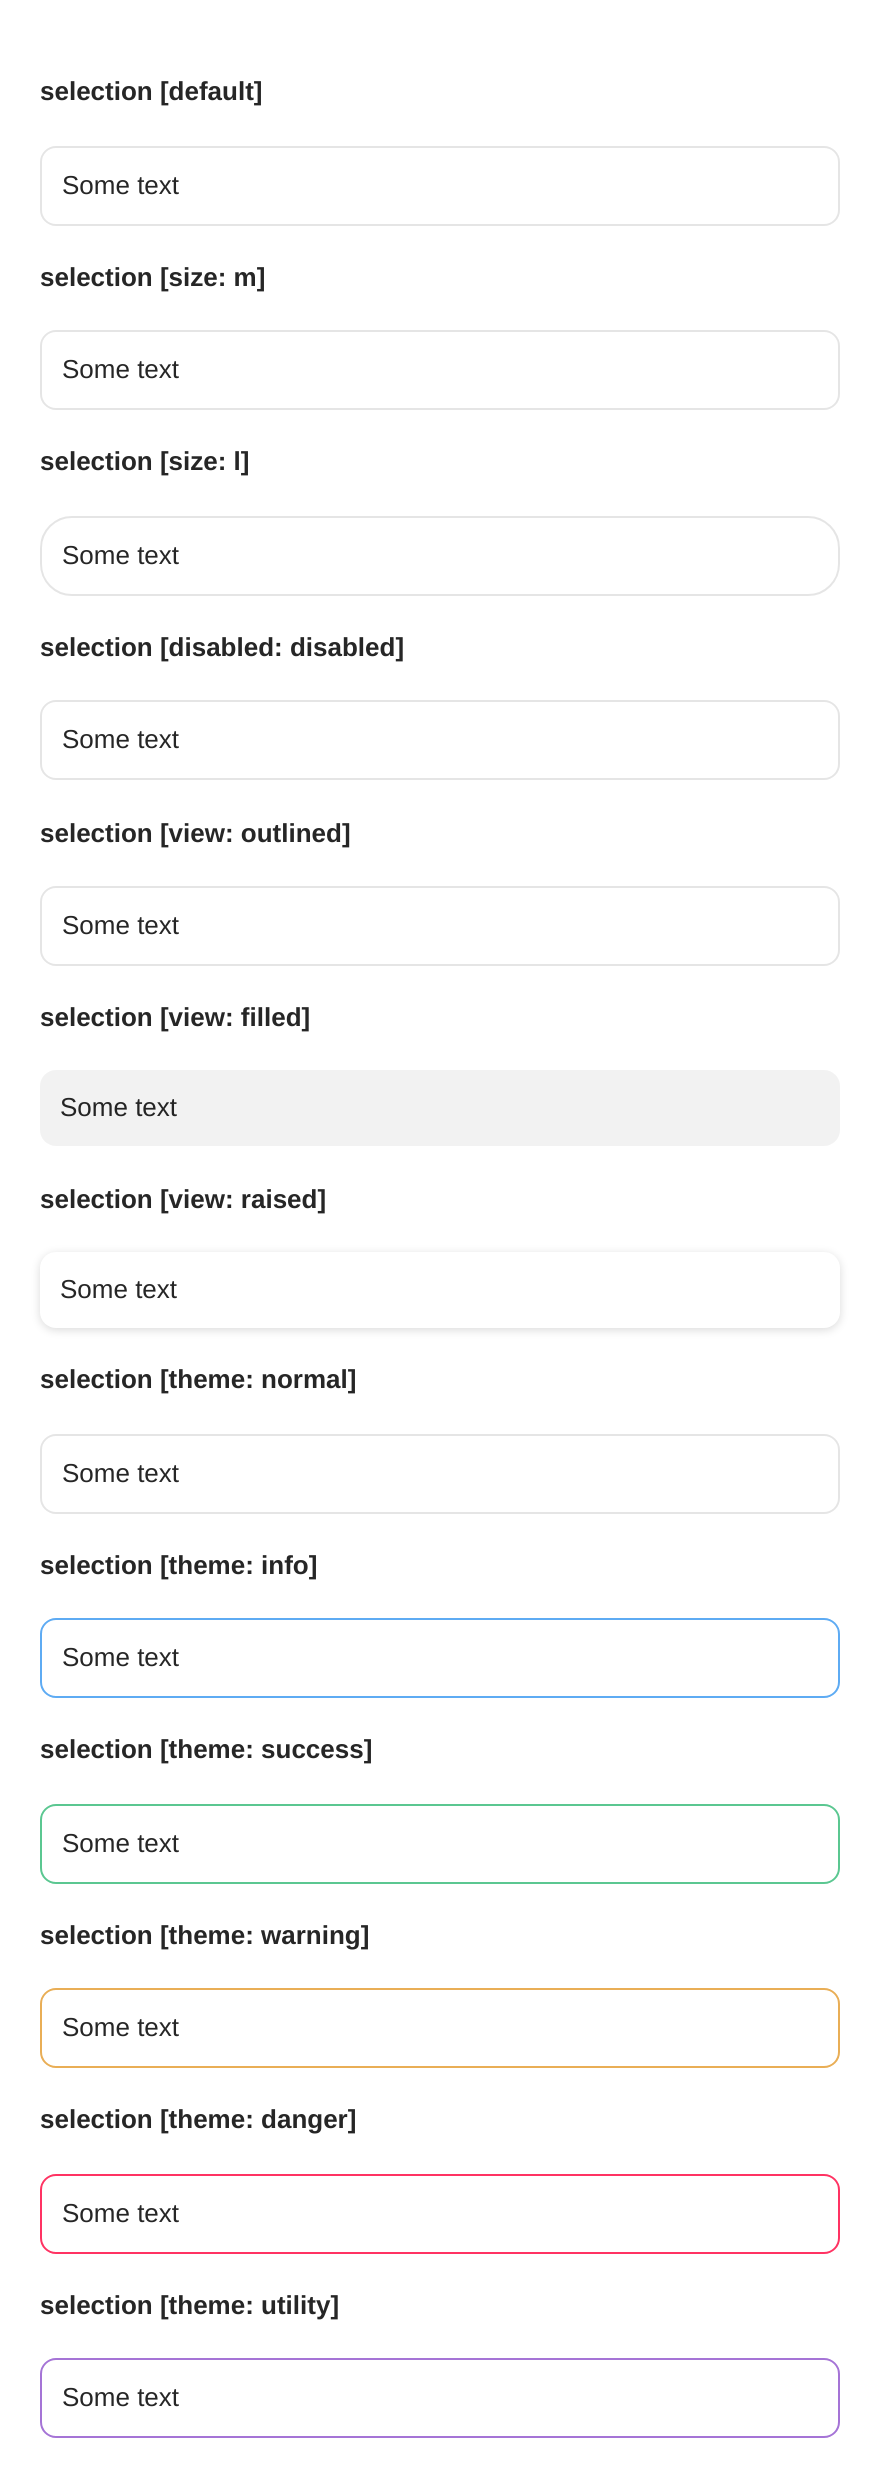 selection [default]
Some text
selection [size: m]
Some text
selection [size: l]
Some text
selection [disabled: disabled]
Some text
selection [view: outlined]
Some text
selection [view: filled]
Some text
selection [view: raised]
Some text
selection [theme: normal]
Some text
selection [theme: info]
Some text
selection [theme: success]
Some text
selection [theme: warning]
Some text
selection [theme: danger]
Some text
selection [theme: utility]
Some text